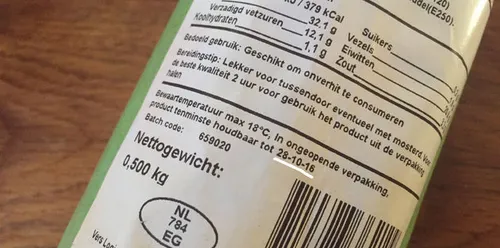 del(E250).
/ 379 kCal
32,1 g Suikers
Verzadigd vetzuren 12,1 g Vezels
Koolhydraten 1,1 g Eiwitten
Zout
Bedoeld gebruik: Geschikt om onverhit te consumeren
Bereidingstip: Lekker voor tussendoor eventueel met mosterd. Voor
de beste kwaliteit 2 uur voor gebruik het product uit de verpakking
halen
Bewaartemperatuur max 18°C, in ongeopende verpakking,
product tenminste houdbaar tot 28-10-16
Batch code: 658020
Nettogewicht:
0,500 kg
NL
784
EG